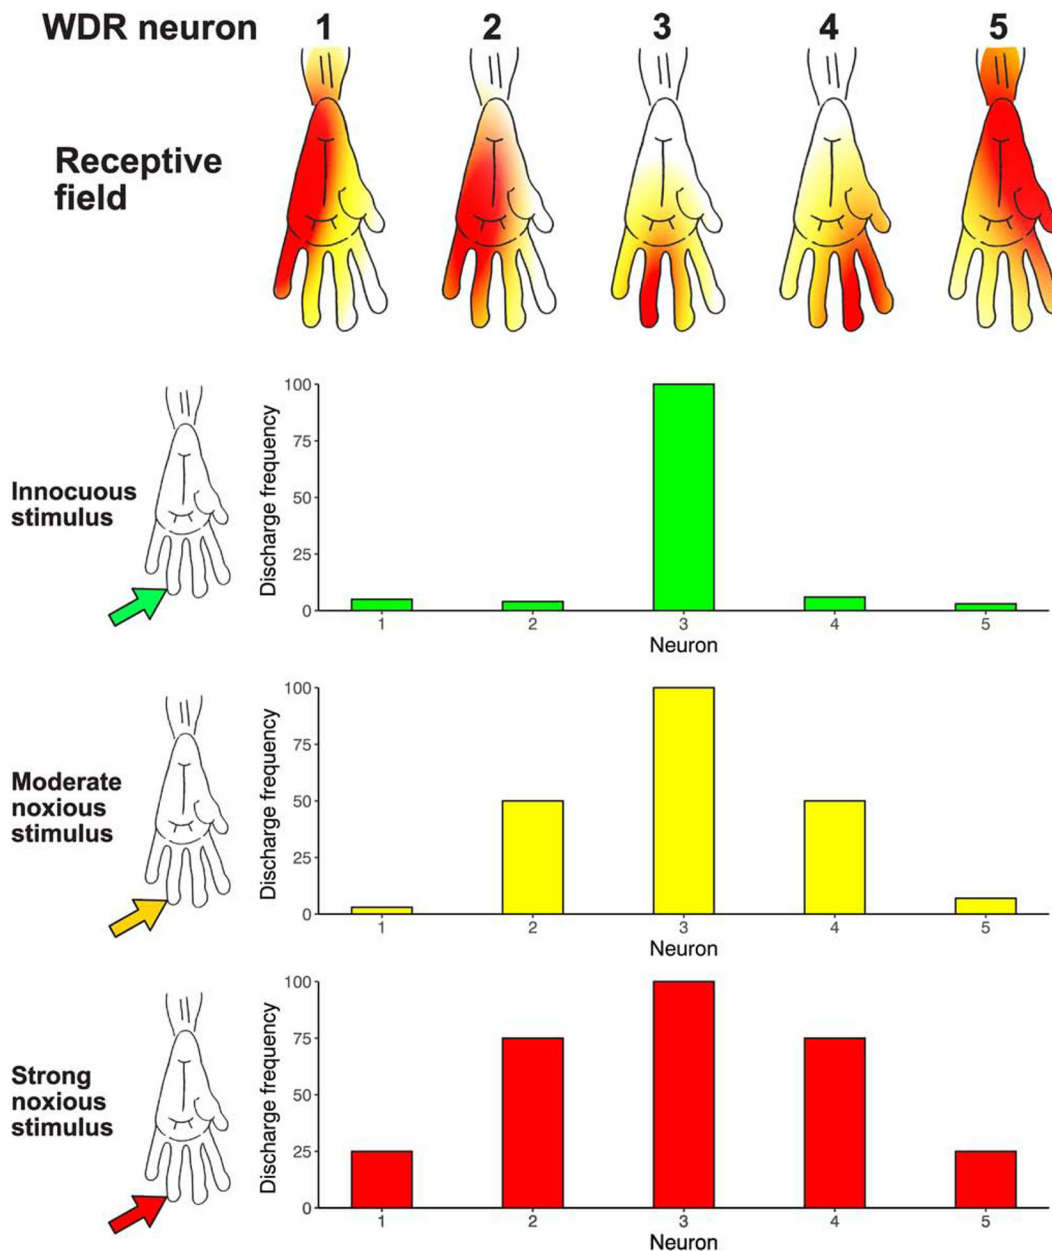 WDR neuron 1 2 3 4 5
Receptive
field
Innocuous
stimulus
Discharge frequency
100
75
50
25
0
1 2 3 4 5
Neuron
Moderate
noxious
stimulus
Discharge frequency
100
75
50
25
0
1 2 3 4 5
Neuron
Strong
noxious
stimulus
Discharge frequency
100
75
50
25
0
1 2 3 4 5
Neuron